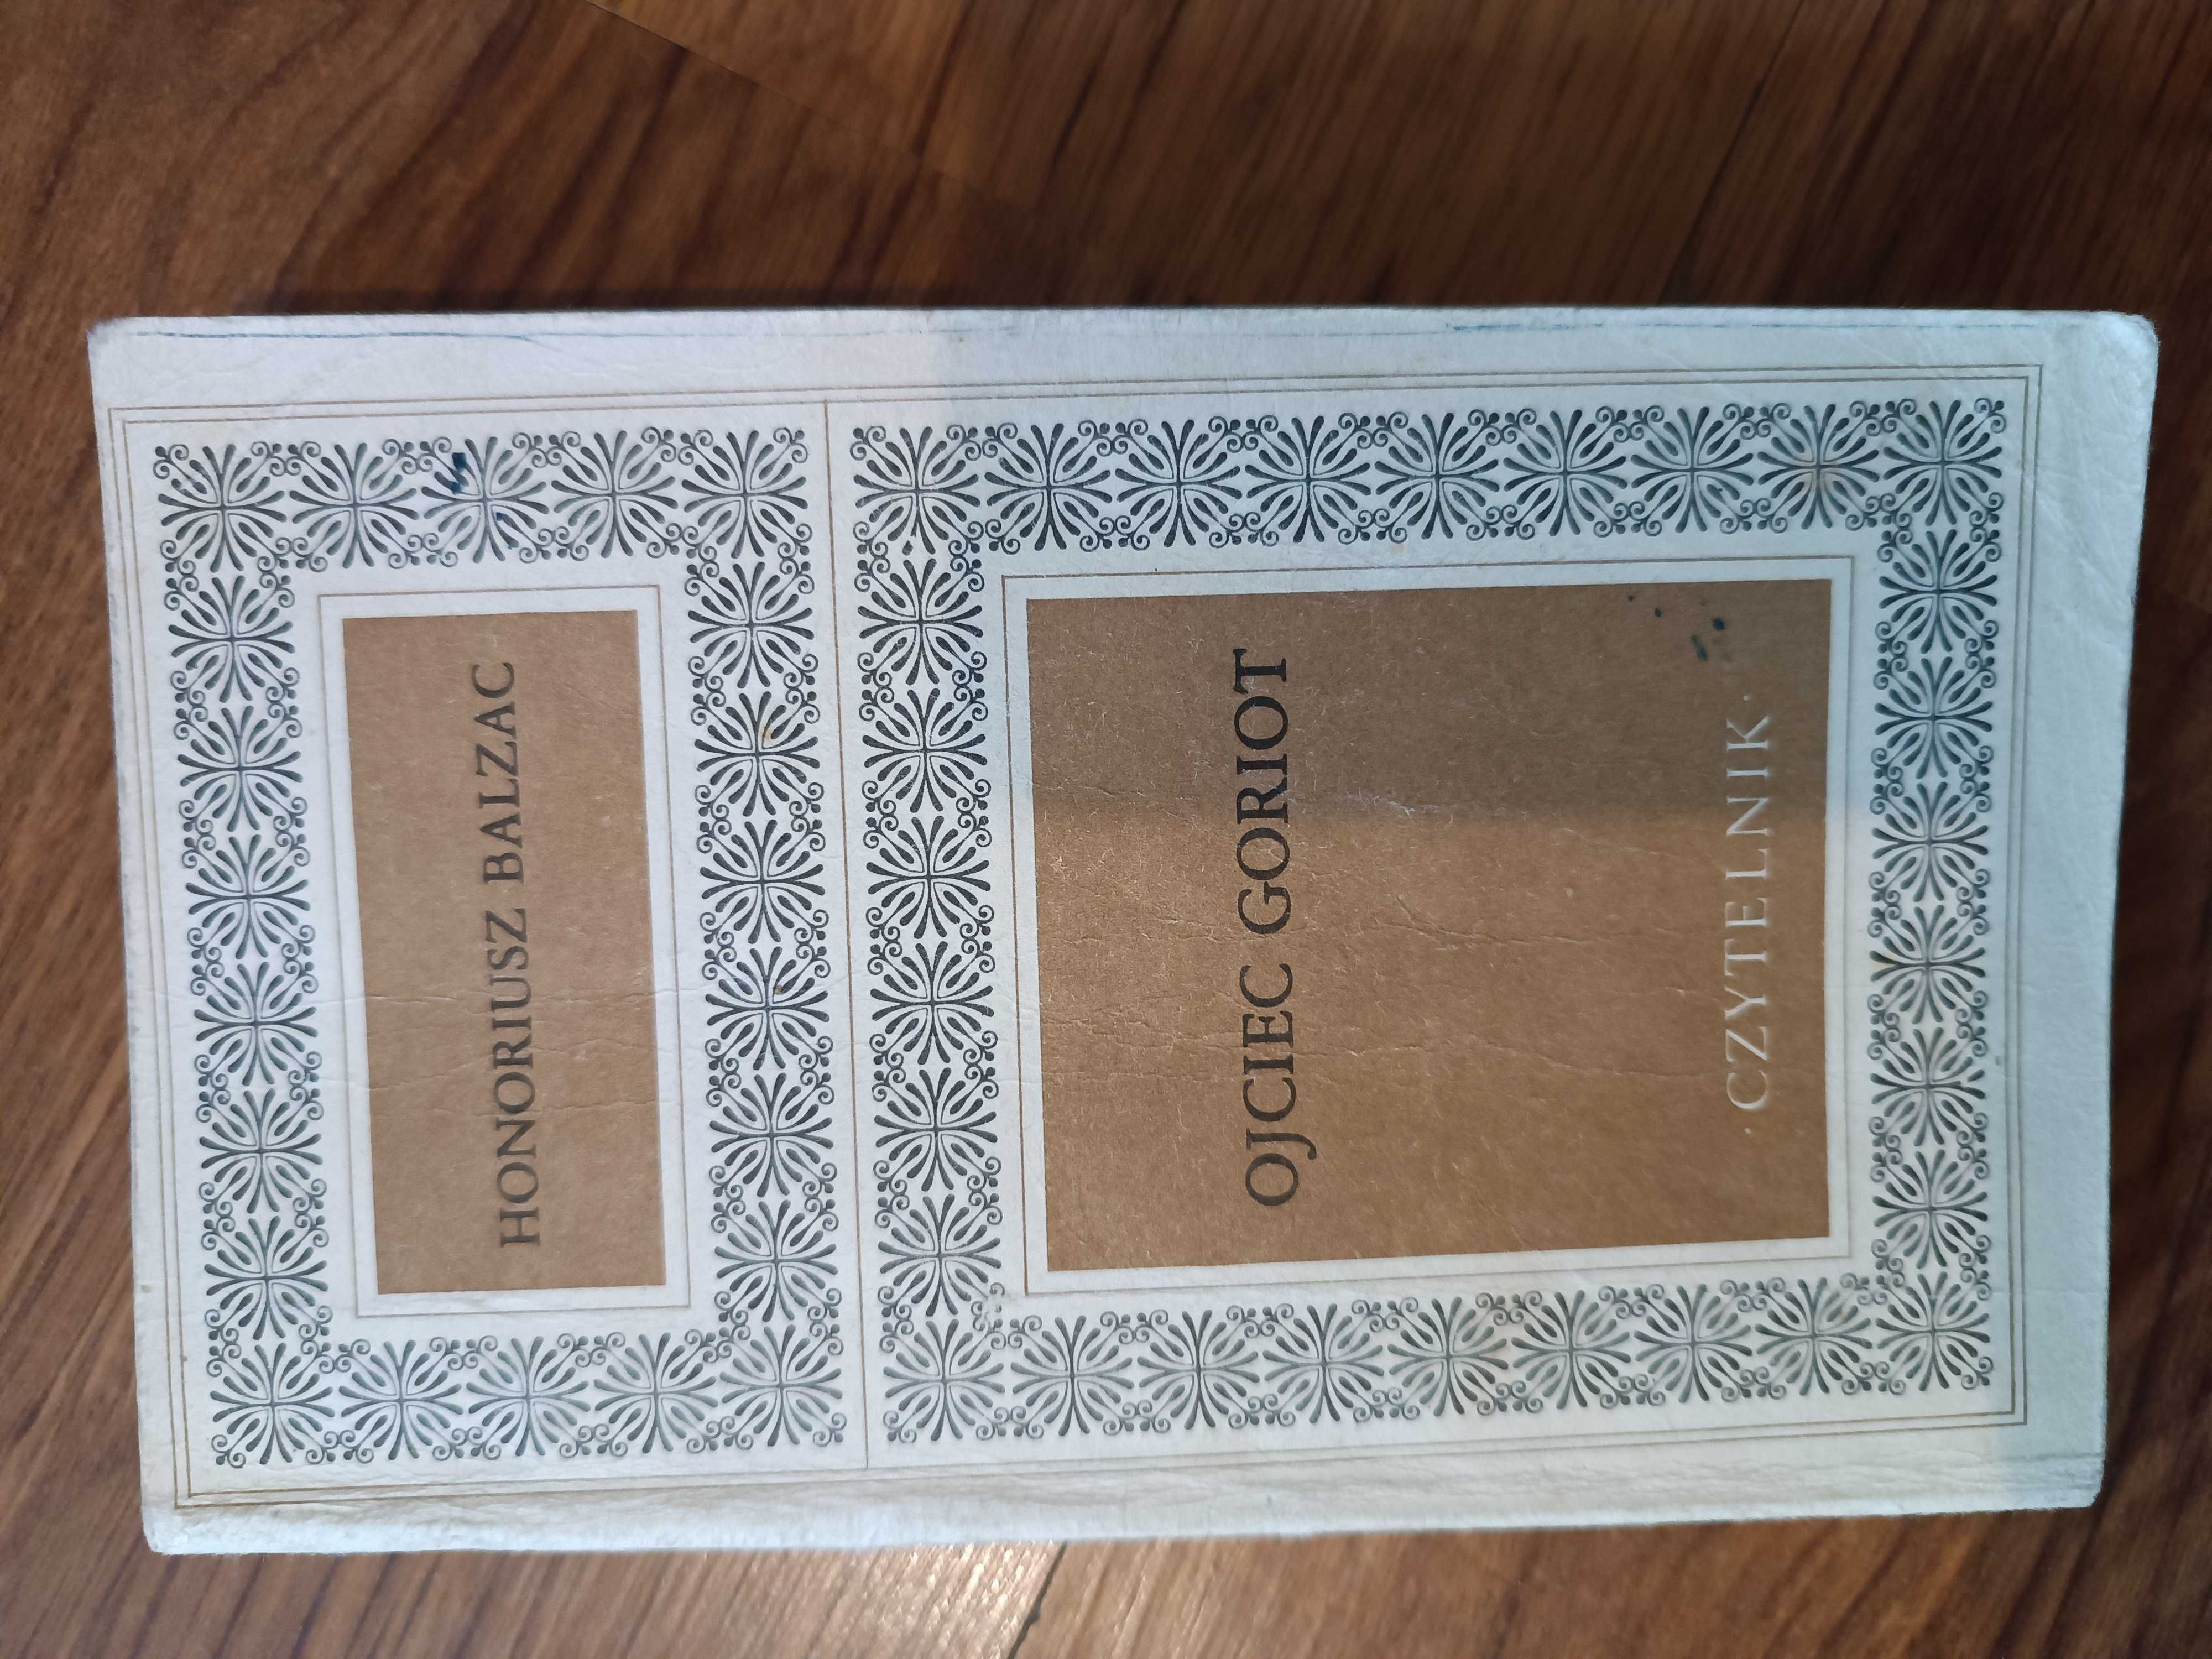 HONORIUSZ BALZAC
OJCIEC GORIOT
· CZYTELNIK ·